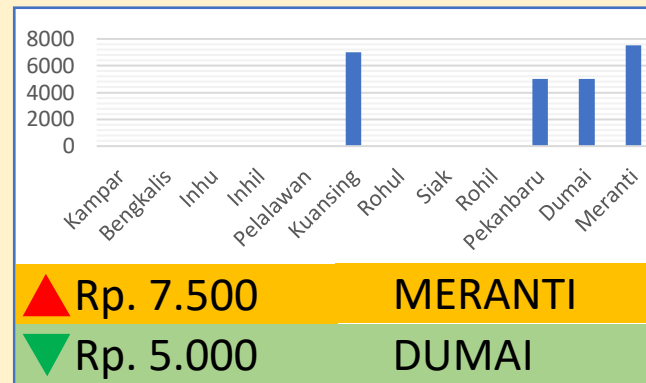 8000
6000
4000
2000
0
Kampar
Bengkalis
Inhu
Inhil
Pelalawan
Kuansing
Rohul
Siak
Rohil
Pekanbaru
Dumai
Meranti
Rp. 7.500 MERANTI
Rp. 5.000 DUMAI